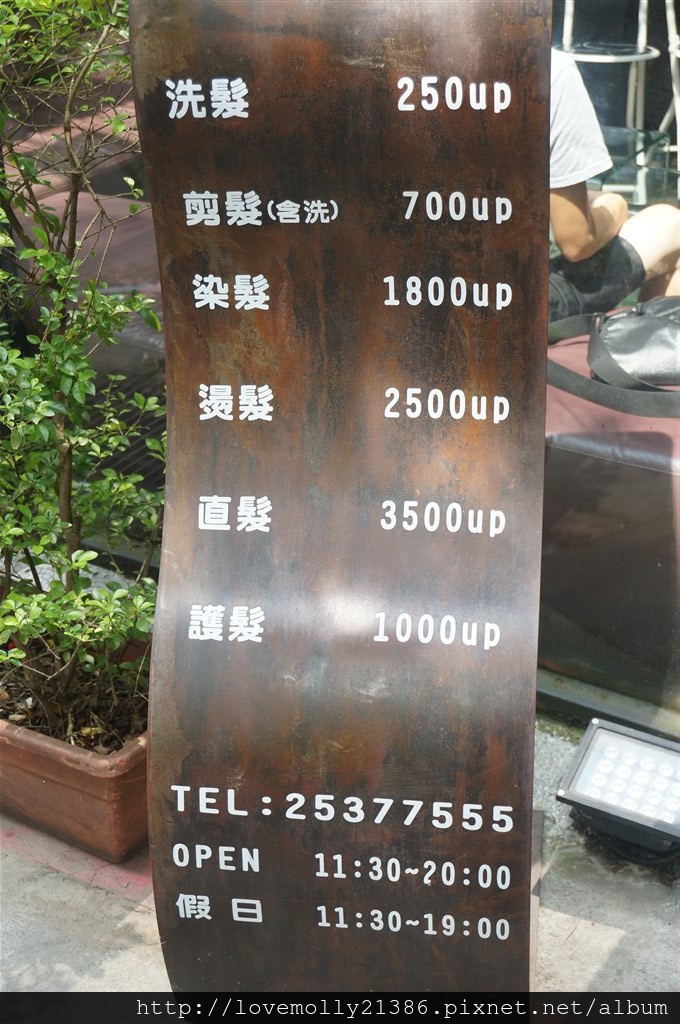 洗髮 250up
剪髮(含洗) 700up
染髮 1800up
燙髮 2500up
直髮 3500up
護髮 1000up
TEL:25377555
OPEN 11:30~20:00
假日 11:30~19:00
http://lovemolly21386.pixnet.net/album